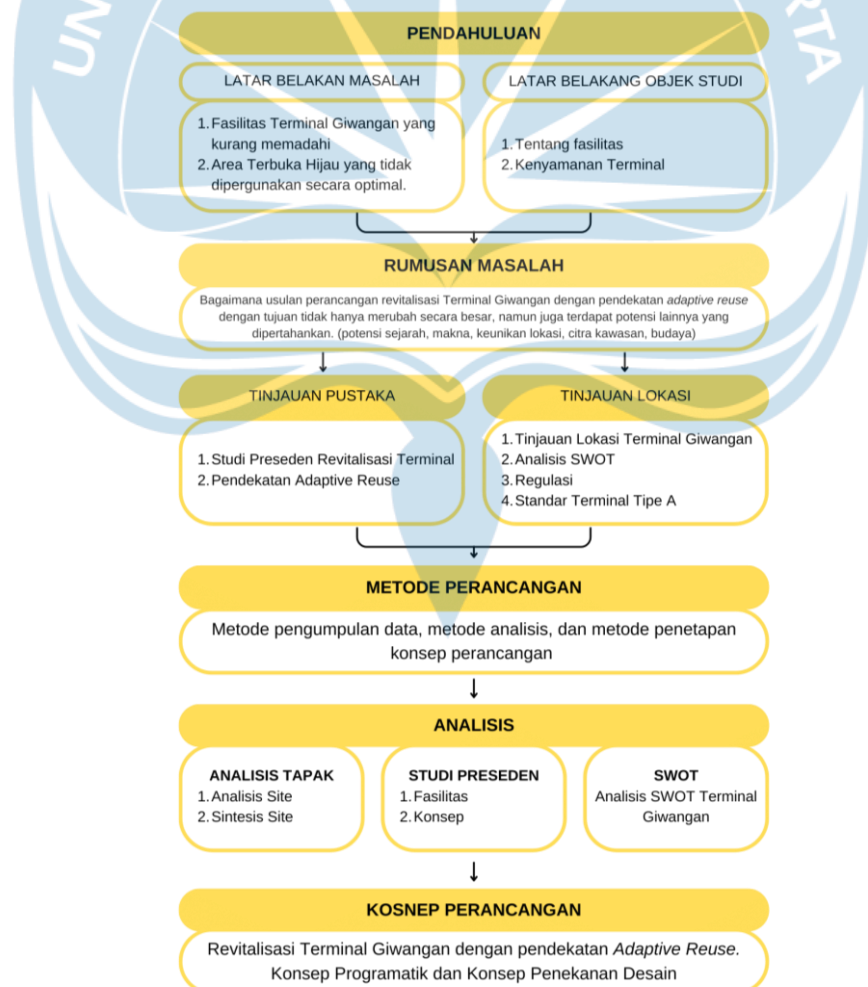 UN
RTA
PENDAHULUAN
LATAR BELAKAN MASALAH
1. Fasilitas Terminal Giwangan yang
kurang memadahi
2. Area Terbuka Hijau yang tidak
dipergunakan secara optimal.
LATAR BELAKANG OBJEK STUDI
1. Tentang fasilitas
2. Kenyamanan Terminal
RUMUSAN MASALAH
Bagaimana usulan perancangan revitalisasi Terminal Giwangan dengan pendekatan adaptive reuse
dengan tujuan tidak hanya merubah secara besar, namun juga terdapat potensi lainnya yang
dipertahankan. (potensi sejarah, makna, keunikan lokasi, citra kawasan, budaya)
TINJAUAN PUSTAKA
1. Studi Preseden Revitalisasi Terminal
2. Pendekatan Adaptive Reuse
TINJAUAN LOKASI
1. Tinjauan Lokasi Terminal Giwangan
2. Analisis SWOT
3. Regulasi
4. Standar Terminal Tipe A
METODE PERANCANGAN
Metode pengumpulan data, metode analisis, dan metode penetapan
konsep perancangan
ANALISIS
ANALISIS TAPAK
1. Analisis Site
2. Sintesis Site
STUDI PRESEDEN
1. Fasilitas
2. Konsep
SWOT
Analisis SWOT Terminal
Giwangan
KOSNEP PERANCANGAN
Revitalisasi Terminal Giwangan dengan pendekatan Adaptive Reuse.
Konsep Programatik dan Konsep Penekanan Desain